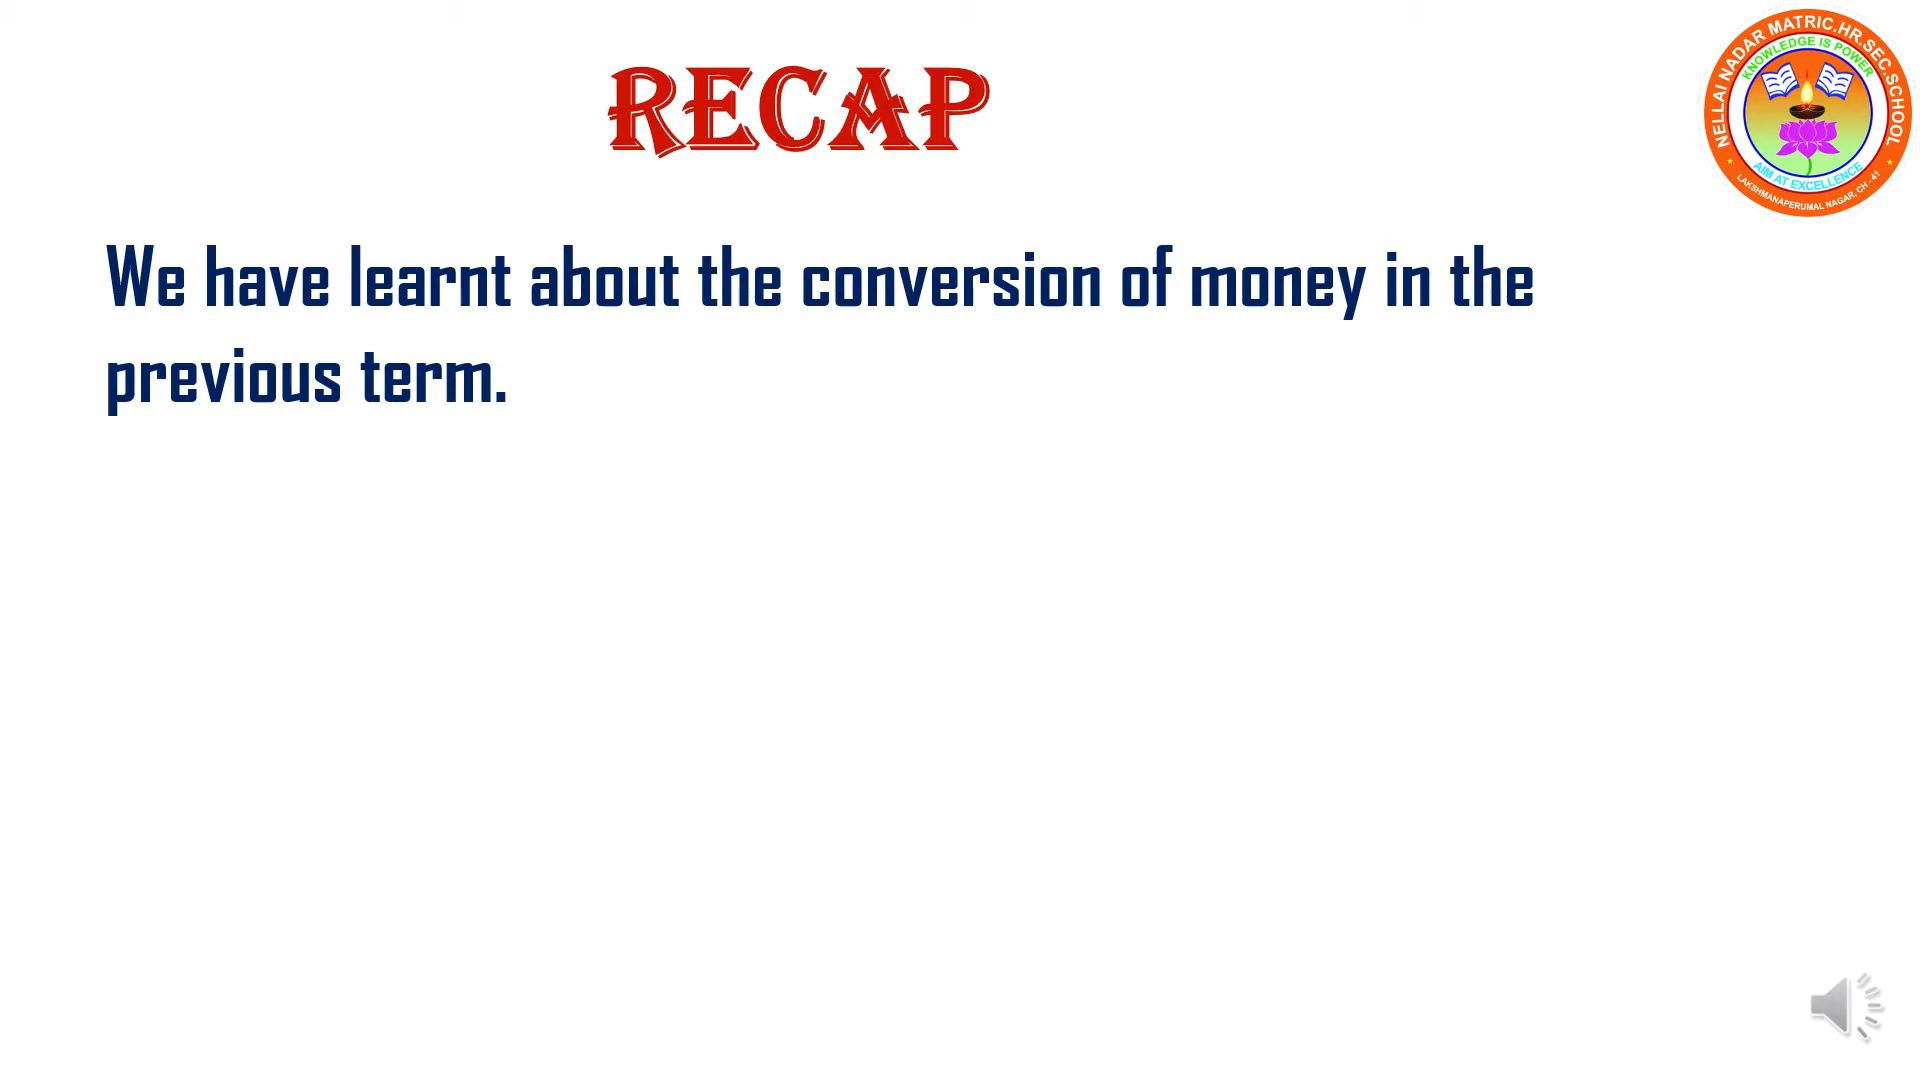 RECAP
NELLAI NADAR MATRIC.HR.SEC.SCHOOL
KNOWLEDGE IS POWER
AIM AT EXCELLENCE
LAKSHMANAPERUMAL NAGAR, CH - 41
We have learnt about the conversion of money in the
previous term.